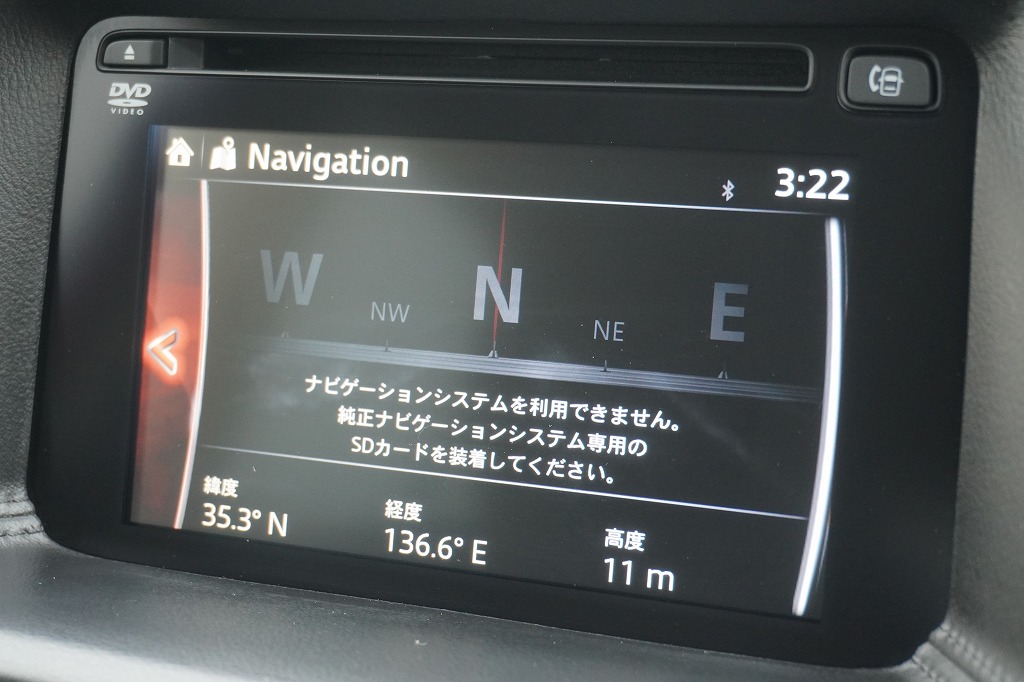 DVD
VIDEO
Navigation
3:22
W
NW
N
NE
E
ナビゲーションシステムを利用できません。
純正ナビゲーションシステム専用の
SDカードを装着してください。
緯度
35.3° N
経度
136.6° E
高度
11 m